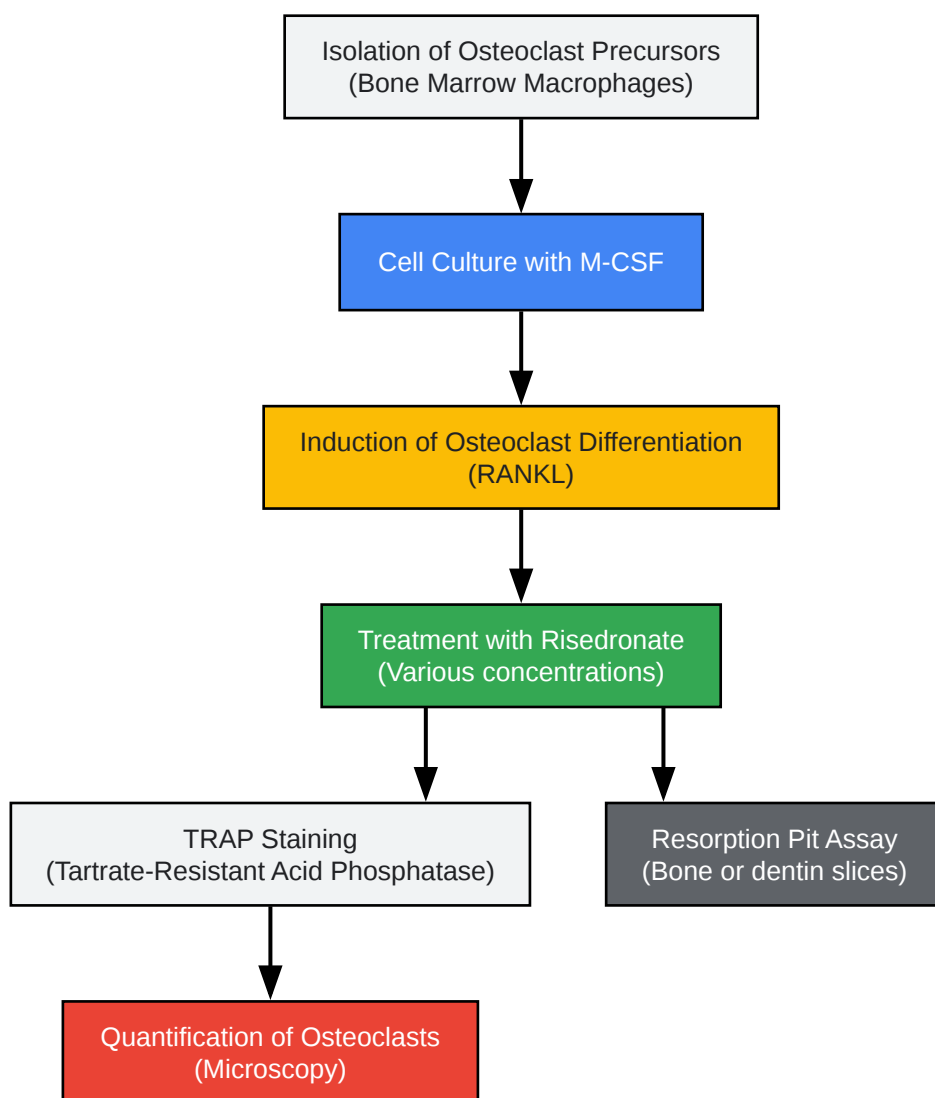 Isolation of Osteoclast Precursors
(Bone Marrow Macrophages)
Cell Culture with M-CSF
Induction of Osteoclast Differentiation
(RANKL)
Treatment with Risedronate
(Various concentrations)
TRAP Staining
(Tartrate-Resistant Acid Phosphatase)
Resorption Pit Assay
(Bone or dentin slices)
Quantification of Osteoclasts
(Microscopy)